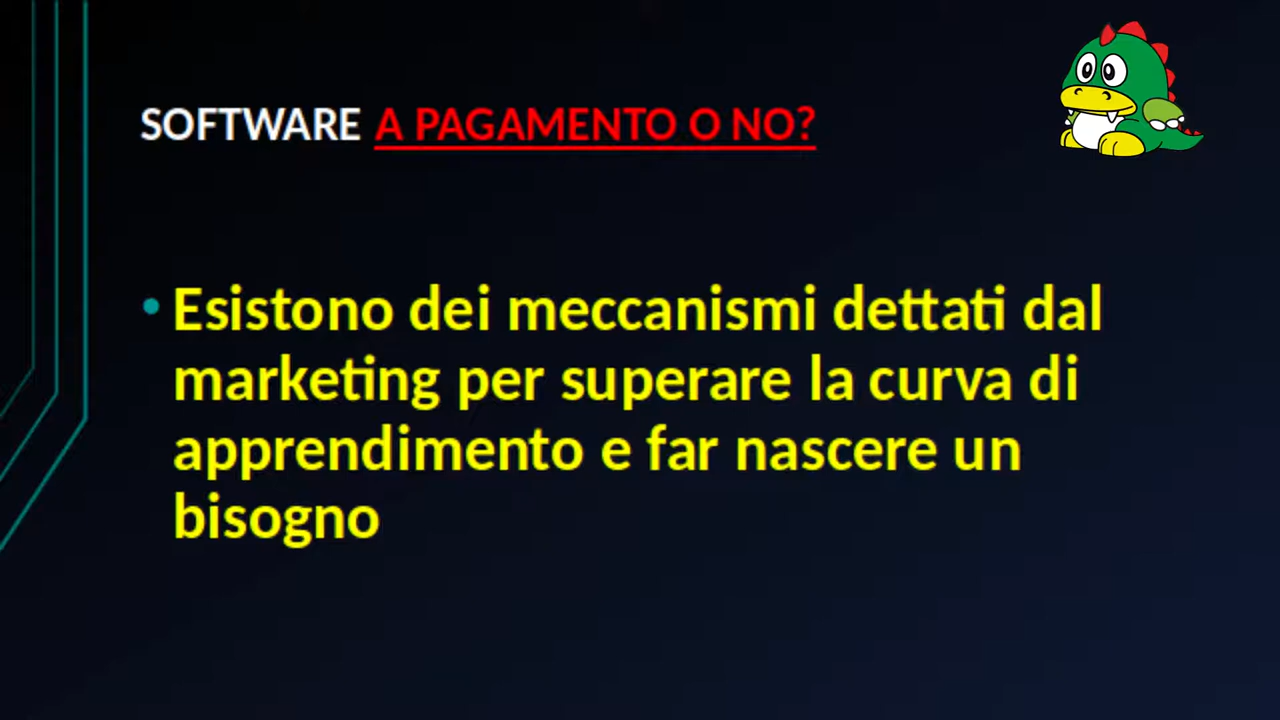 SOFTWARE A PAGAMENTO O NO?
• Esistono dei meccanismi dettati dal
marketing per superare la curva di
apprendimento e far nascere un
bisogno